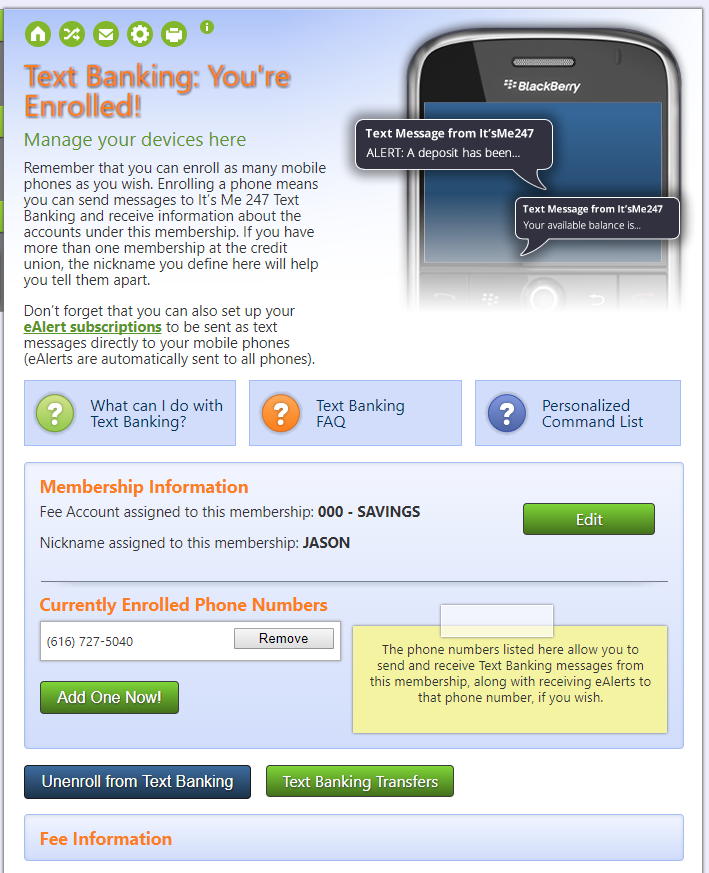 i
Text Banking: You're
Enrolled!
Manage your devices here
Remember that you can enroll as many mobile
phones as you wish. Enrolling a phone means
you can send messages to It's Me 247 Text
Banking and receive information about the
accounts under this membership. If you have
more than one membership at the credit
union, the nickname you define here will help
you tell them apart.
Don't forget that you can also set up your
eAlert subscriptions to be sent as text
messages directly to your mobile phones
(eAlerts are automatically sent to all phones).
BlackBerry
Text Message from It'sMe247
ALERT: A deposit has been...
Text Message from It'sMe247
Your available balance is...
? What can I do with
Text Banking?
? Text Banking
FAQ
? Personalized
Command List
Membership Information
Fee Account assigned to this membership: 000 - SAVINGS
Edit
Nickname assigned to this membership: JASON
Currently Enrolled Phone Numbers
(616) 727-5040 Remove
Add One Now!
The phone numbers listed here allow you to
send and receive Text Banking messages from
this membership, along with receiving eAlerts to
that phone number, if you wish.
Unenroll from Text Banking Text Banking Transfers
Fee Information